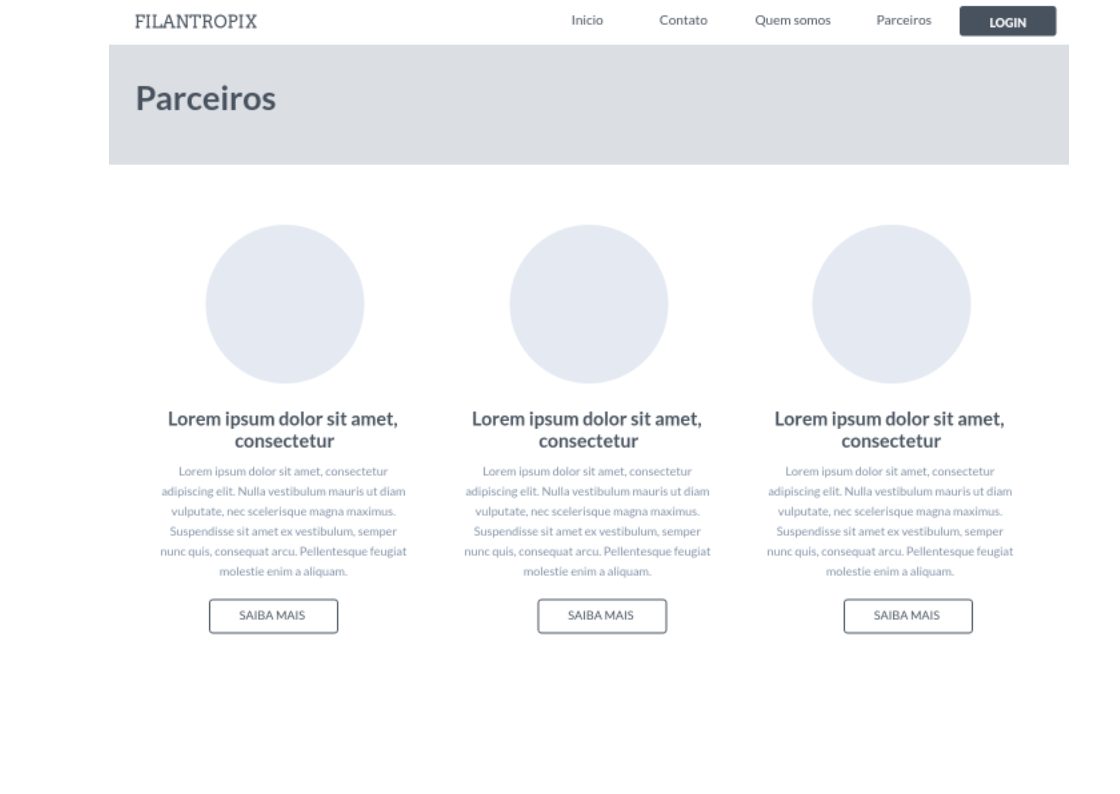 FILANTROPIX
Inicio
Contato
Quem somos
Parceiros
LOGIN
Parceiros
Lorem ipsum dolor sit amet,
consectetur
Lorem ipsum dolor sit amet, consectetur
adipiscing elit. Nulla vestibulum mauris ut diam
vulputate, nec scelerisque magna maximus.
Suspendisse sit amet ex vestibulum, semper
nunc quis, consequat arcu. Pellentesque feugiat
molestie enim a aliquam.
SAIBA MAIS
Lorem ipsum dolor sit amet,
consectetur
Lorem ipsum dolor sit amet, consectetur
adipiscing elit. Nulla vestibulum mauris ut diam
vulputate, nec scelerisque magna maximus.
Suspendisse sit amet ex vestibulum, semper
nunc quis, consequat arcu. Pellentesque feugiat
molestie enim a aliquam.
SAIBA MAIS
Lorem ipsum dolor sit amet,
consectetur
Lorem ipsum dolor sit amet, consectetur
adipiscing elit. Nulla vestibulum mauris ut diam
vulputate, nec scelerisque magna maximus.
Suspendisse sit amet ex vestibulum, semper
nunc quis, consequat arcu. Pellentesque feugiat
molestie enim a aliquam.
SAIBA MAIS